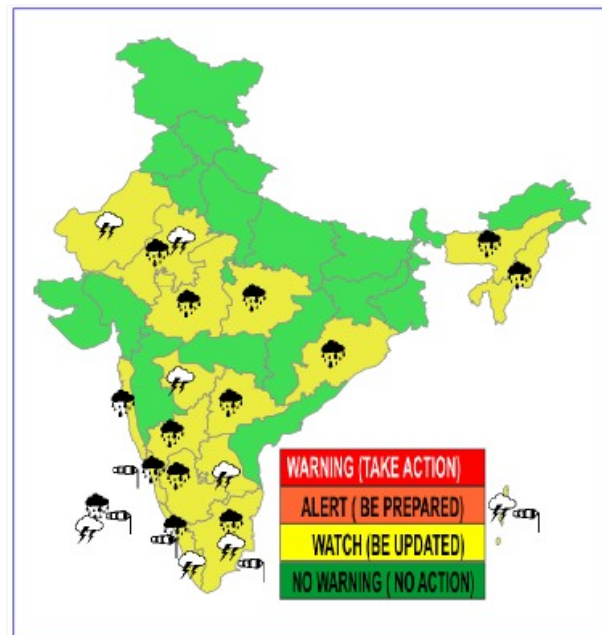 WARNING (TAKE ACTION)
ALERT ( BE PREPARED)
WATCH (BE UPDATED)
NO WARNING ( NO ACTION)